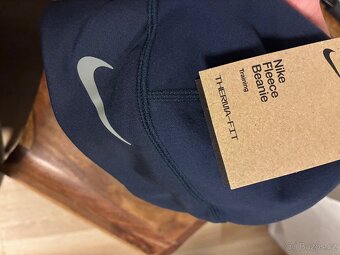 Nike
Fleece
Beanie
Training
THERMA-FIT